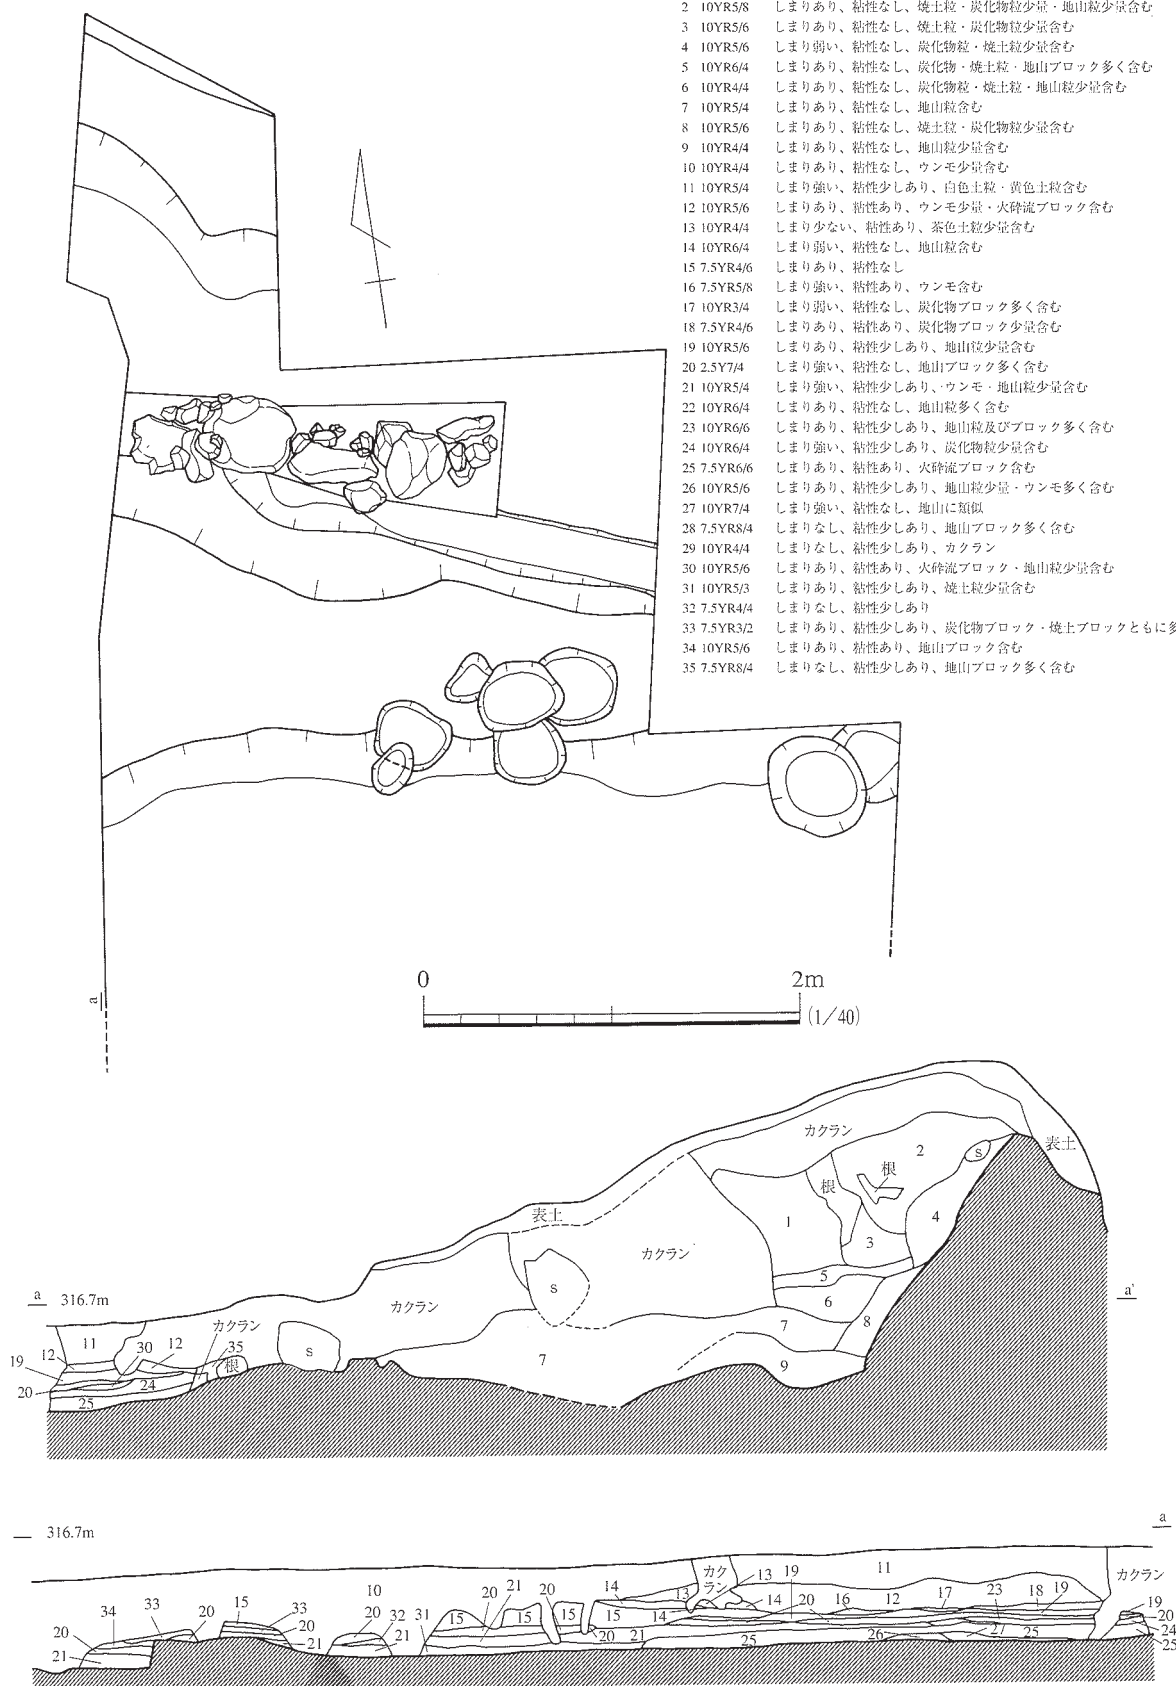 2 10YR5/8 しまりあり、粘性なし、焼土粒・炭化物粒少量・地山粒少量含む
3 10YR5/6 しまりあり、粘性なし、焼土粒・炭化物粒少量含む
4 10YR5/6 しまり弱い、粘性なし、炭化物粒・焼土粒少量含む
5 10YR6/4 しまりあり、粘性なし、炭化物・焼土粒・地山ブロック多く含む
6 10YR4/4 しまりあり、粘性なし、炭化物粒・焼土粒・地山粒少量含む
7 10YR5/4 しまりあり、粘性なし、地山粒含む
8 10YR5/6 しまりあり、粘性なし、焼土粒・炭化物粒少量含む
9 10YR4/4 しまりあり、粘性なし、地山粒少量含む
10 10YR4/4 しまりあり、粘性なし、ウンモ少量含む
11 10YR5/4 しまり強い、粘性少しあり、白色土粒・黄色土粒含む
12 10YR5/6 しまりあり、粘性あり、ウンモ少量・火砕流ブロック含む
13 10YR4/4 しまり少ない、粘性あり、茶色土粒少量含む
14 10YR6/4 しまり弱い、粘性なし、地山粒含む
15 7.5YR4/6 しまりあり、粘性なし
16 7.5YR5/8 しまり強い、粘性あり、ウンモ含む
17 10YR3/4 しまり弱い、粘性なし、炭化物ブロック多く含む
18 7.5YR4/6 しまりあり、粘性あり、炭化物ブロック少量含む
19 10YR5/6 しまりあり、粘性少しあり、地山粒少量含む
20 2.5Y7/4 しまり強い、粘性なし、地山ブロック多く含む
21 10YR5/4 しまり強い、粘性少しあり、ウンモ・地山粒少量含む
22 10YR6/4 しまりあり、粘性なし、地山粒多く含む
23 10YR6/6 しまりあり、粘性少しあり、地山粒及びブロック多く含む
24 10YR6/4 しまり強い、粘性少しあり、炭化物粒少量含む
25 7.5YR6/6 しまりあり、粘性あり、火砕流ブロック含む
26 10YR5/6 しまりあり、粘性少しあり、地山粒少量・ウンモ多く含む
27 10YR7/4 しまり強い、粘性なし、地山に類似
28 7.5YR8/4 しまりなし、粘性少しあり、地山ブロック多く含む
29 10YR4/4 しまりなし、粘性少しあり、カクラン
30 10YR5/6 しまりあり、粘性あり、火砕流ブロック・地山粒少量含む
31 10YR5/3 しまりあり、粘性少しあり、焼土粒少量含む
32 7.5YR4/4 しまりなし、粘性少しあり
33 7.5YR3/2 しまりあり、粘性少しあり、炭化物ブロック・焼土ブロックともに多
34 10YR5/6 しまりあり、粘性あり、地山ブロック含む
35 7.5YR8/4 しまりなし、粘性少しあり、地山ブロック多く含む
a
0 2m
(1/40)
カクラン
2
表土
s
根
根
1
4
表土
3
カクラン
s
5
a 316.7m
a'
カクラン
6
8
カクラン
7
11
30 12 35
12
根
s
19
24
7
9
20
25
a
316.7m
カクラン
13 19 11
カクラン
21
20 20 14 13
10
15 33 34 33 20
20 32 31 15 15 15 15
14 14 20 16 12 17 23 18 19
19
20
20
21
20
21
21
20 21
25
26 27 25
24
25